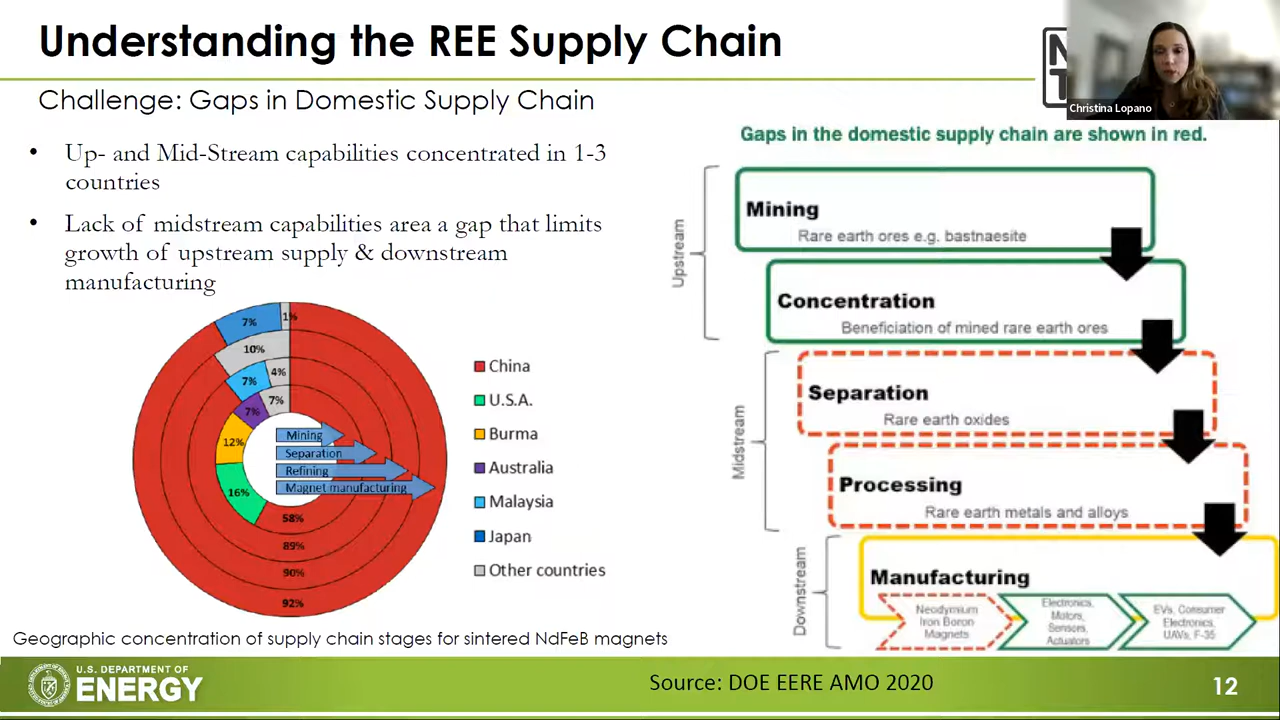 Understanding the REE Supply Chain
Christina Lopano
Challenge: Gaps in Domestic Supply Chain
• Up- and Mid-Stream capabilities concentrated in 1-3
countries
• Lack of midstream capabilities area a gap that limits
growth of upstream supply & downstream
manufacturing
7%
1%
10%
7%
4%
7%
7%
12%
16%
58%
89%
90%
92%
Mining
Separation
Refining
Magnet manufacturing
China
U.S.A.
Burma
Australia
Malaysia
Japan
Other countries
Geographic concentration of supply chain stages for sintered NdFeB magnets
Gaps in the domestic supply chain are shown in red.
Upstream
Mining
Rare earth ores e.g. bastnaesite
Concentration
Beneficiation of mined rare earth ores
Midstream
Separation
Rare earth oxides
Processing
Rare earth metals and alloys
Downstream
Manufacturing
Neodymium
Iron Boron
Magnets
Electronics,
Motors,
Sensors,
Actuators
EVs, Consumer
Electronics,
UAVs, F-35
U.S. DEPARTMENT OF
ENERGY
Source: DOE EERE AMO 2020
12